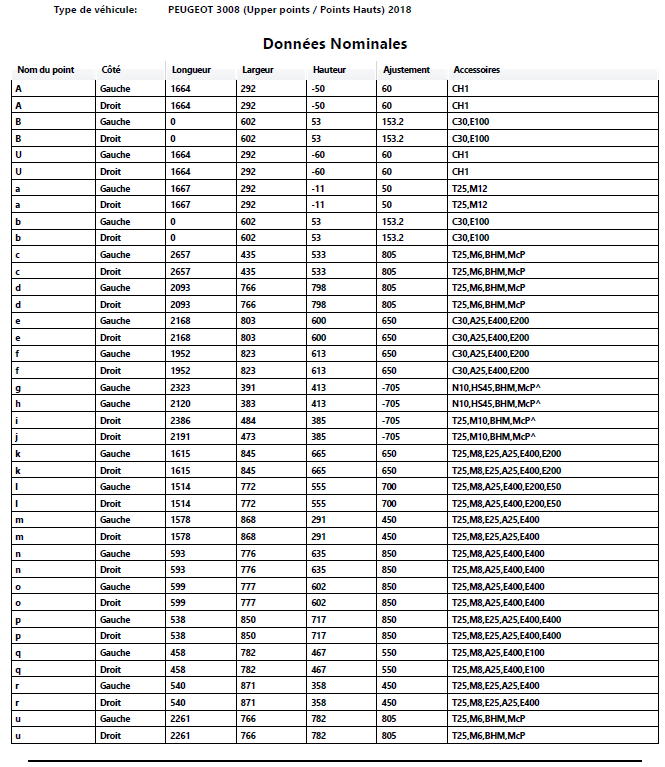 Type de véhicule: PEUGEOT 3008 (Upper points / Points Hauts) 2018
Données Nominales
Nom du point Côté Longueur Largeur Hauteur Ajustement Accessoires
A Gauche 1664 292 -50 60 CH1
A Droit 1664 292 -50 60 CH1
B Gauche 0 602 53 153.2 C30,E100
B Droit 0 602 53 153.2 C30,E100
U Gauche 1664 292 -60 60 CH1
U Droit 1664 292 -60 60 CH1
a Gauche 1667 292 -11 50 T25,M12
a Droit 1667 292 -11 50 T25,M12
b Gauche 0 602 53 153.2 C30,E100
b Droit 0 602 53 153.2 C30,E100
c Gauche 2657 435 533 805 T25,M6,BHM,McP
c Droit 2657 435 533 805 T25,M6,BHM,McP
d Gauche 2093 766 798 805 T25,M6,BHM,McP
d Droit 2093 766 798 805 T25,M6,BHM,McP
e Gauche 2168 803 600 650 C30,A25,E400,E200
e Droit 2168 803 600 650 C30,A25,E400,E200
f Gauche 1952 823 613 650 C30,A25,E400,E200
f Droit 1952 823 613 650 C30,A25,E400,E200
g Gauche 2323 391 413 -705 N10,HS45,BHM,McP^
h Gauche 2120 383 413 -705 N10,HS45,BHM,McP^
i Droit 2386 484 385 -705 T25,M10,BHM,McP^
j Droit 2191 473 385 -705 T25,M10,BHM,McP^
k Gauche 1615 845 665 650 T25,M8,E25,A25,E400,E200
k Droit 1615 845 665 650 T25,M8,E25,A25,E400,E200
l Gauche 1514 772 555 700 T25,M8,A25,E400,E200,E50
l Droit 1514 772 555 700 T25,M8,A25,E400,E200,E50
m Gauche 1578 868 291 450 T25,M8,E25,A25,E400
m Droit 1578 868 291 450 T25,M8,E25,A25,E400
n Gauche 593 776 635 850 T25,M8,A25,E400,E400
n Droit 593 776 635 850 T25,M8,A25,E400,E400
o Gauche 599 777 602 850 T25,M8,A25,E400,E400
o Droit 599 777 602 850 T25,M8,A25,E400,E400
p Gauche 538 850 717 850 T25,M8,E25,A25,E400,E400
p Droit 538 850 717 850 T25,M8,E25,A25,E400,E400
q Gauche 458 782 467 550 T25,M8,A25,E400,E100
q Droit 458 782 467 550 T25,M8,A25,E400,E100
r Gauche 540 871 358 450 T25,M8,E25,A25,E400
r Droit 540 871 358 450 T25,M8,E25,A25,E400
u Gauche 2261 766 782 805 T25,M6,BHM,McP
u Droit 2261 766 782 805 T25,M6,BHM,McP